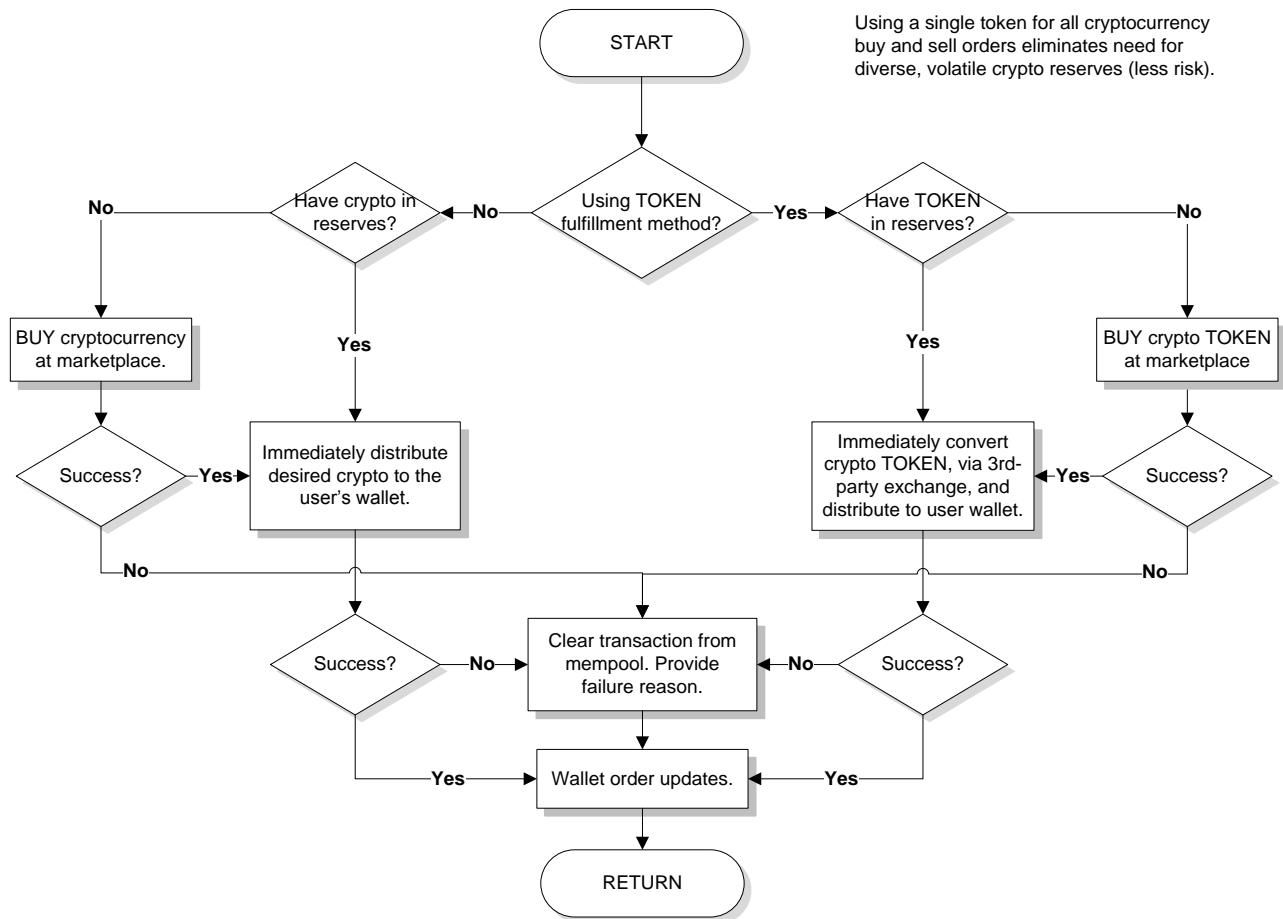 START
Using a single token for all cryptocurrency
buy and sell orders eliminates need for
diverse, volatile crypto reserves (less risk).
Have crypto in
reserves?
Using TOKEN
fulfillment method?
Have TOKEN
in reserves?
No
No
Yes
No
BUY cryptocurrency
at marketplace.
Yes
Yes
BUY crypto TOKEN
at marketplace
Success?
Yes
Immediately distribute
desired crypto to the
user’s wallet.
Immediately convert
crypto TOKEN, via 3rd-
party exchange, and
distribute to user wallet.
Yes
Success?
No
No
Success?
No
Clear transaction from
mempool. Provide
failure reason.
No
Success?
Yes
Wallet order updates.
Yes
RETURN